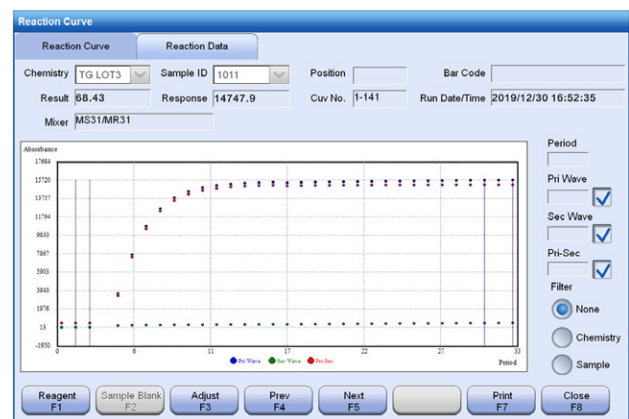 Reaction Curve
Reaction Curve Reaction Data
Chemistry TG LOT3 Sample ID 1011 Position Bar Code
Result 68.43 Response 14747.9 Cuv No. 1-141 Run Date/Time 2019/12/30 16:52:35
Mixer MS31/MR31
Absorbance
17684
15720
13757
11794
9830
7867
5903
3940
1976
13
-1950
0 6 11 17 22 27 33
Pri Wave Sec Wave Pri-Sec Period
Period
Pri Wave
Sec Wave
Pri-Sec
Filter
None
Chemistry
Sample
Reagent F1
Sample Blank F2
Adjust F3
Prev F4
Next F5
Print F7
Close F8